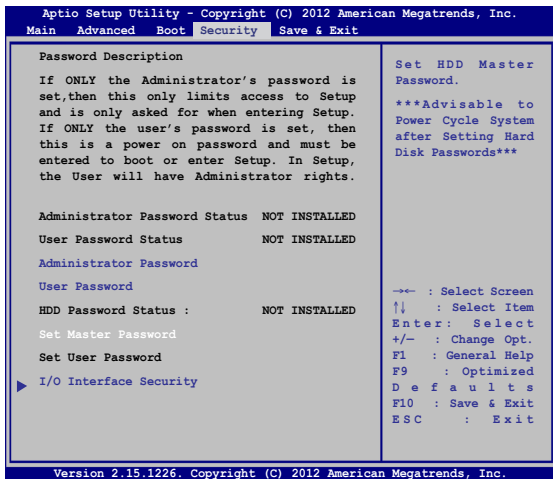 Aptio Setup Utility - Copyright (C) 2012 American Megatrends, Inc.
Main Advanced Boot Security Save & Exit
Password Description
If ONLY the Administrator's password is
set,then this only limits access to Setup
and is only asked for when entering Setup.
If ONLY the user's password is set, then
this is a power on password and must be
entered to boot or enter Setup. In Setup,
the User will have Administrator rights.
Administrator Password Status NOT INSTALLED
User Password Status NOT INSTALLED
Administrator Password
User Password
HDD Password Status : NOT INSTALLED
Set Master Password
Set User Password
I/O Interface Security
Set HDD Master
Password.
***Advisable to
Power Cycle System
after Setting Hard
Disk Passwords***
→← : Select Screen
↑↓ : Select Item
Enter: Select
+/— : Change Opt.
F1 : General Help
F9 : Optimized
Defaults
F10 : Save & Exit
ESC : Exit
Version 2.15.1226. Copyright (C) 2012 American Megatrends, Inc.